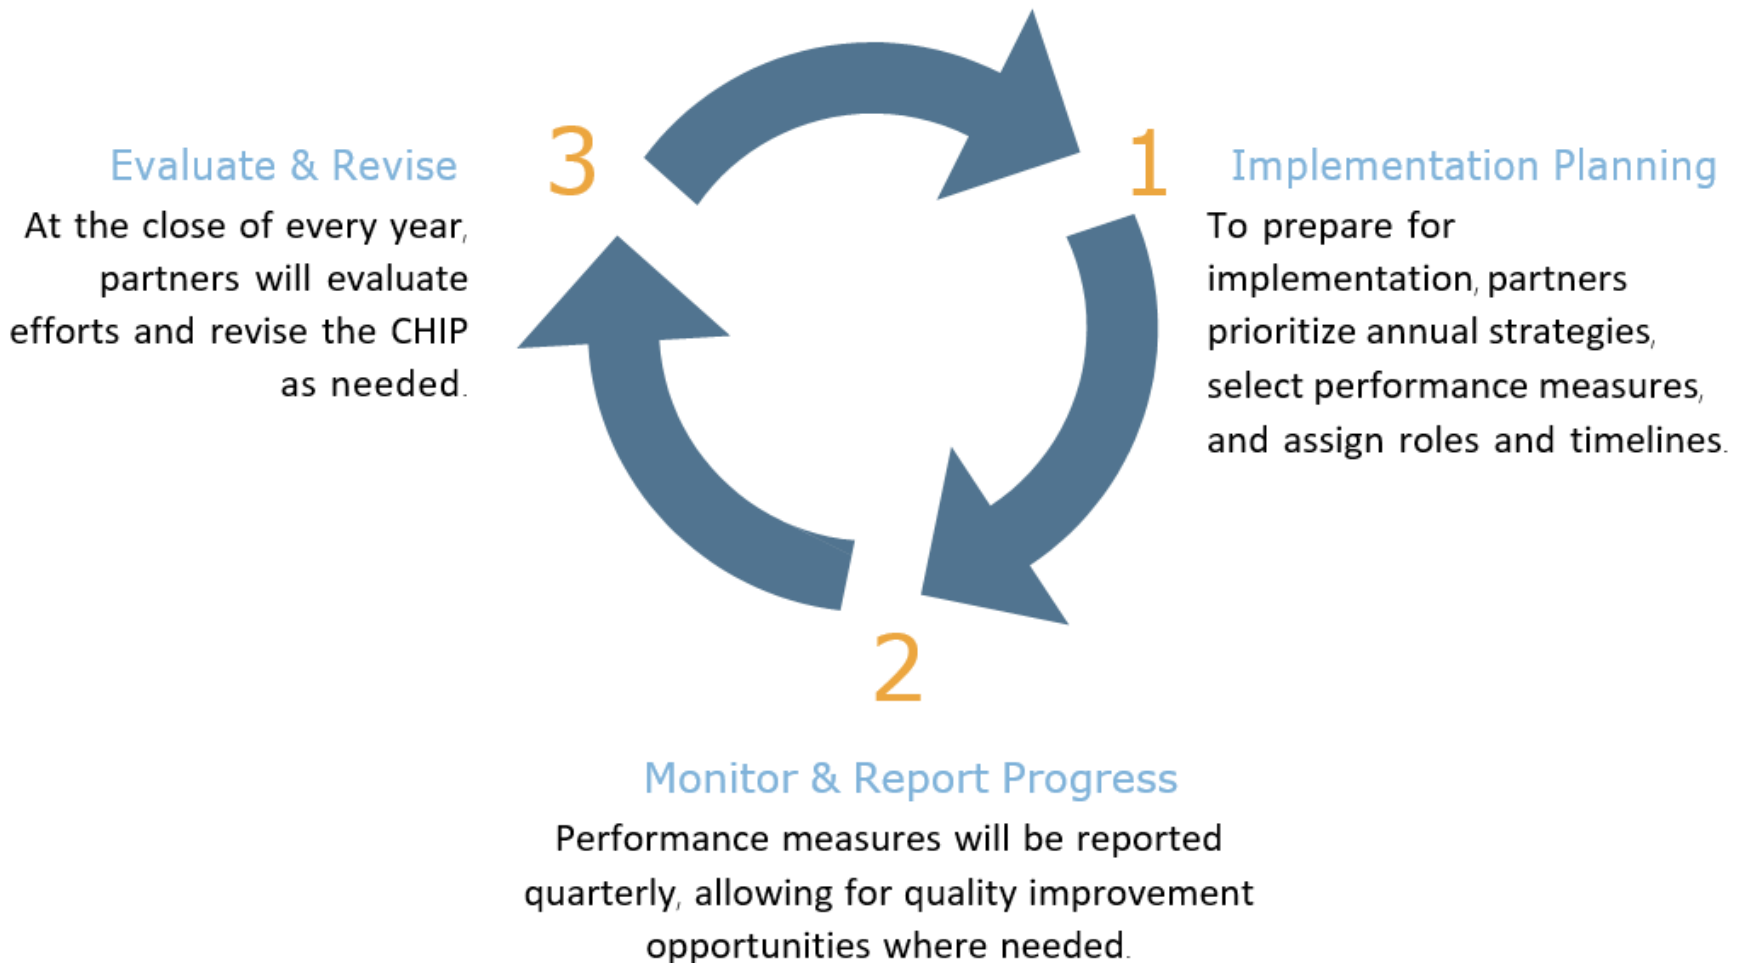 1
Implementation Planning
To prepare for
implementation, partners
prioritize annual strategies,
select performance measures,
and assign roles and timelines.
2
Monitor & Report Progress
Performance measures will be reported
quarterly, allowing for quality improvement
opportunities where needed.
3
Evaluate & Revise
At the close of every year,
partners will evaluate
efforts and revise the CHIP
as needed.